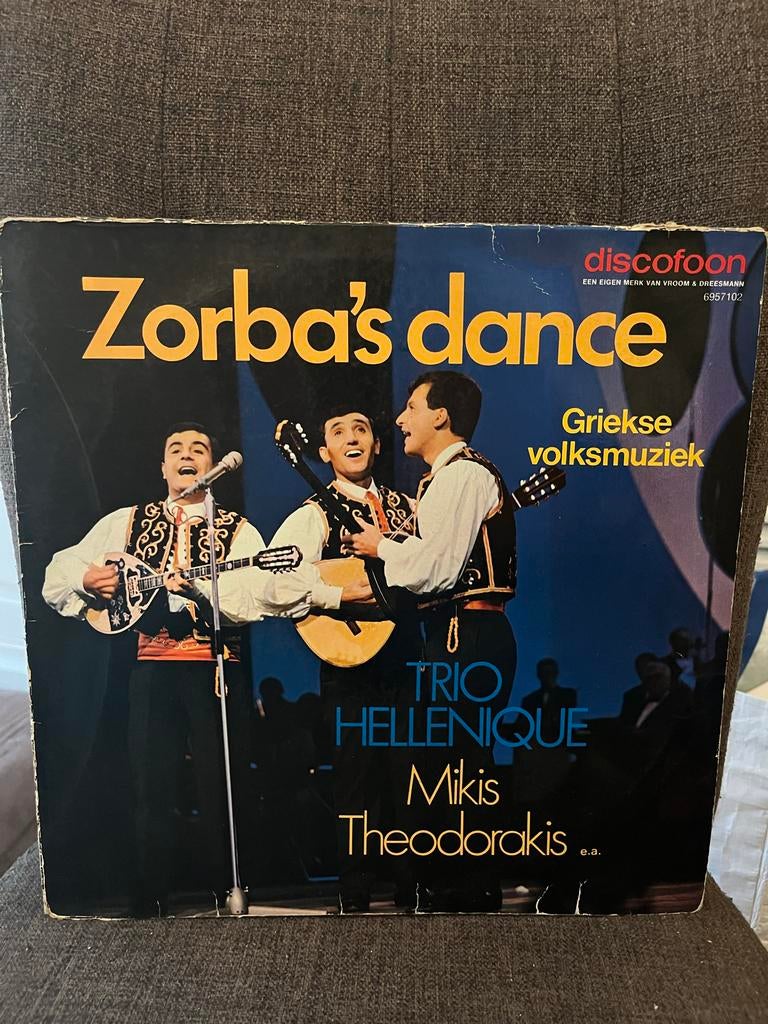 discofoon
EEN EIGEN MERK VAN VROOM & DREESMANN
6957102
Zorba's dance
Griekse
volksmuziek
TRIO
HELLENIQUE
Mikis
Theodorakis e.a.